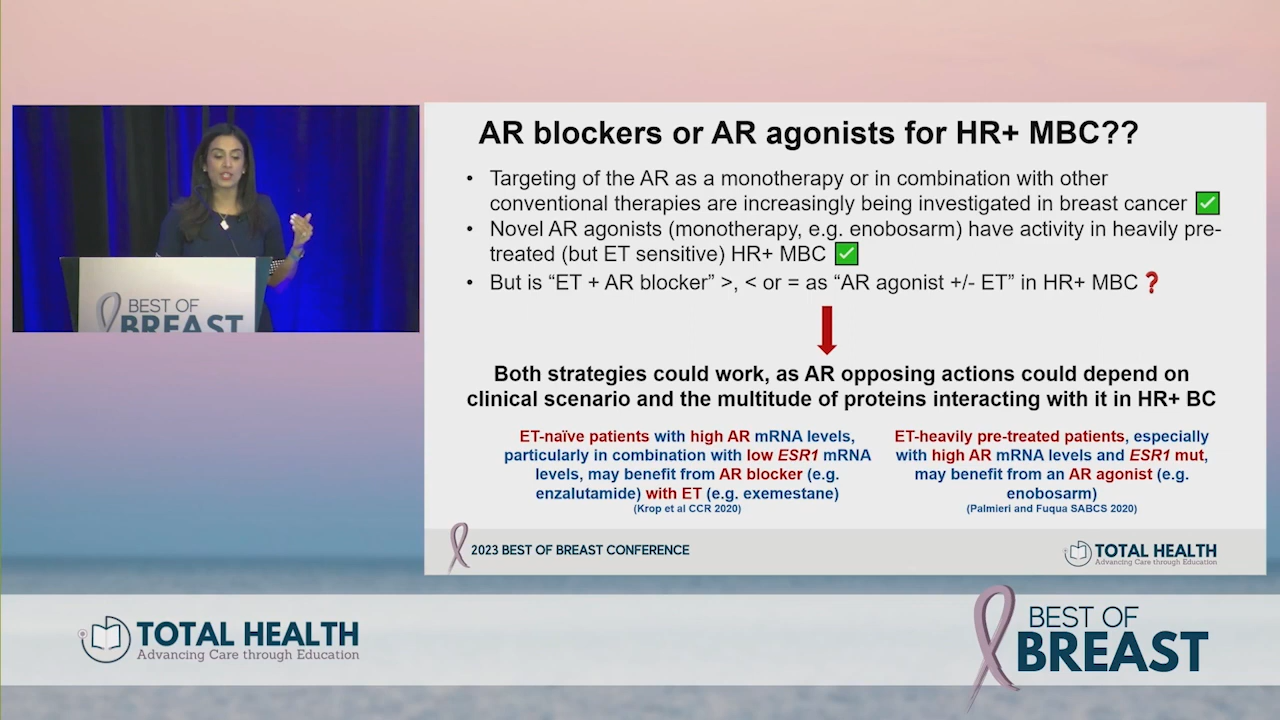 AR blockers or AR agonists for HR+ MBC??
• Targeting of the AR as a monotherapy or in combination with other
conventional therapies are increasingly being investigated in breast cancer ✅
• Novel AR agonists (monotherapy, e.g. enobosarm) have activity in heavily pre-
treated (but ET sensitive) HR+ MBC ✅
• But is “ET + AR blocker” >, < or = as “AR agonist +/- ET” in HR+ MBC ❓
Both strategies could work, as AR opposing actions could depend on
clinical scenario and the multitude of proteins interacting with it in HR+ BC
ET-naïve patients with high AR mRNA levels,
particularly in combination with low ESR1 mRNA
levels, may benefit from AR blocker (e.g.
enzalutamide) with ET (e.g. exemestane)
(Krop et al CCR 2020)
ET-heavily pre-treated patients, especially
with high AR mRNA levels and ESR1 mut,
may benefit from an AR agonist (e.g.
enobosarm)
(Palmieri and Fuqua SABCS 2020)
2023 BEST OF BREAST CONFERENCE
TOTAL HEALTH
Advancing Care through Education
BEST OF
BREAST
TOTAL HEALTH
Advancing Care through Education
BEST OF
BREAST